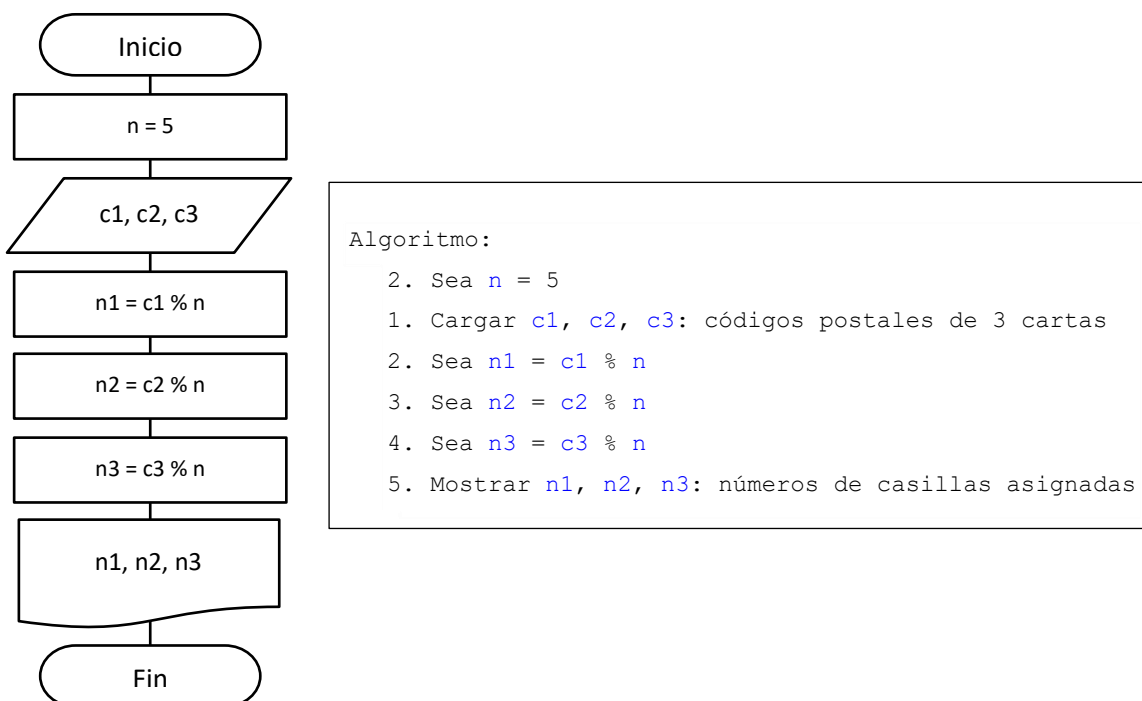 Inicio
n = 5
c1, c2, c3
n1 = c1 % n
n2 = c2 % n
n3 = c3 % n
n1, n2, n3
Fin
Algoritmo:
2. Sea n = 5
1. Cargar c1, c2, c3: códigos postales de 3 cartas
2. Sea n1 = c1 % n
3. Sea n2 = c2 % n
4. Sea n3 = c3 % n
5. Mostrar n1, n2, n3: números de casillas asignadas